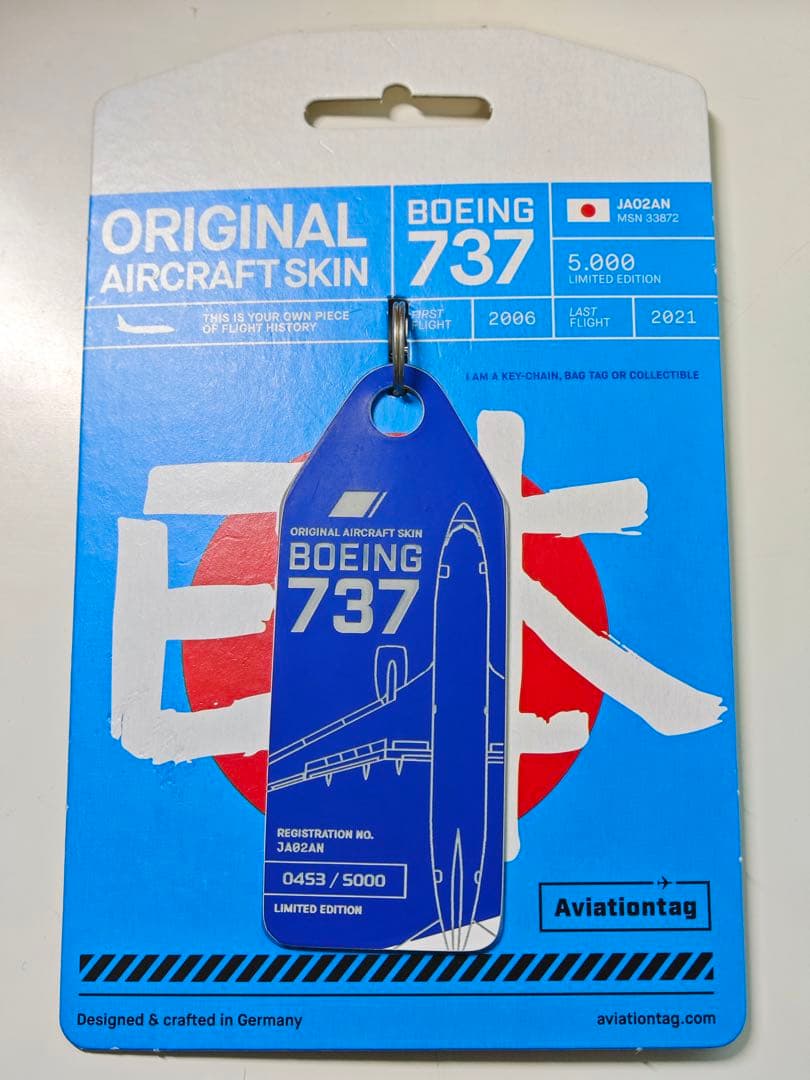 ORIGINAL
AIRCRAFT SKIN
BOEING
737
JA02AN
MSN 33872
5.000
LIMITED EDITION
THIS IS YOUR OWN PIECE
OF FLIGHT HISTORY
FIRST
FLIGHT
2006
LAST
FLIGHT
2021
I AM A KEY-CHAIN, BAG TAG OR COLLECTIBLE
日本
ORIGINAL AIRCRAFT SKIN
BOEING
737
REGISTRATION NO.
JA02AN
0453 / 5000
LIMITED EDITION
Aviationtag
Designed & crafted in Germany
aviationtag.com